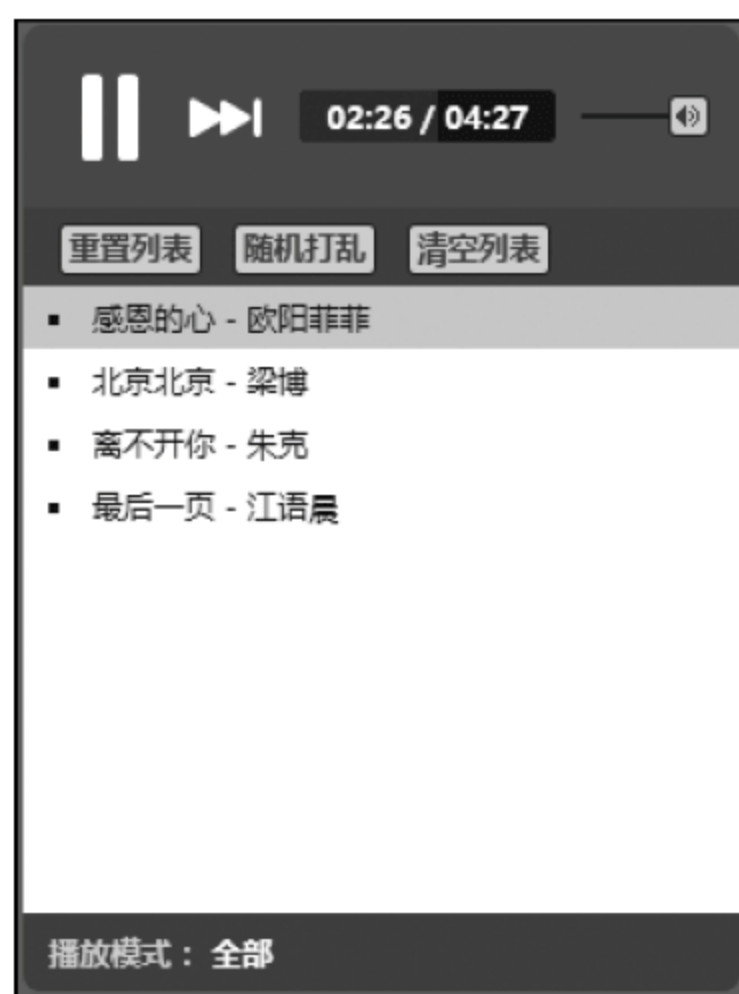 02:26 / 04:27
重置列表 随机打乱 清空列表
感恩的心 - 欧阳菲菲
北京北京 - 梁博
离不开你 - 朱克
最后一页 - 江语晨
播放模式： 全部